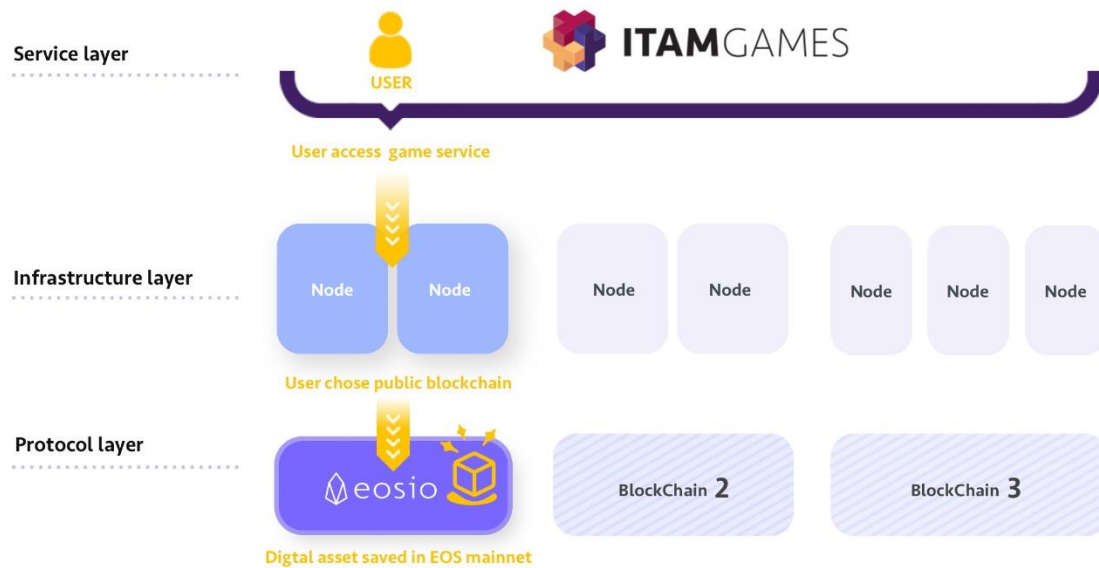 Service layer
USER
ITAMGAMES
User access game service
Infrastructure layer
Node Node Node Node Node Node Node
User chose public blockchain
Protocol layer
eosio
BlockChain 2
BlockChain 3
Digtal asset saved in EOS mainnet